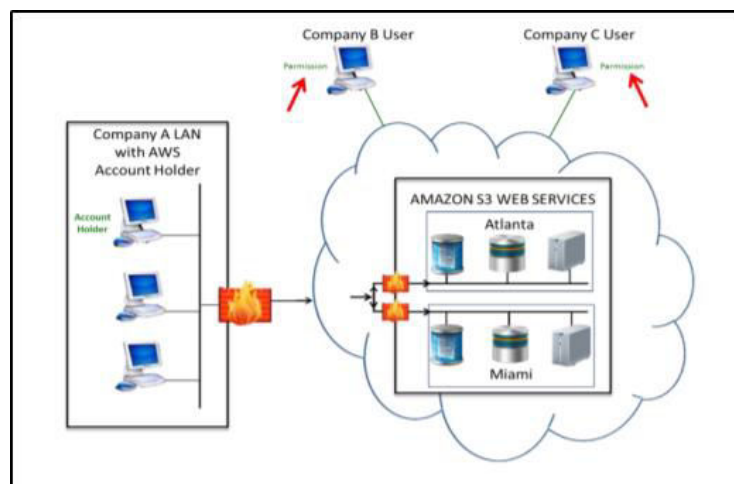 Company B User
Company C User
Permission
Permission
Company A LAN
with AWS
Account Holder
Account
Holder
AMAZON S3 WEB SERVICES
Atlanta
Miami